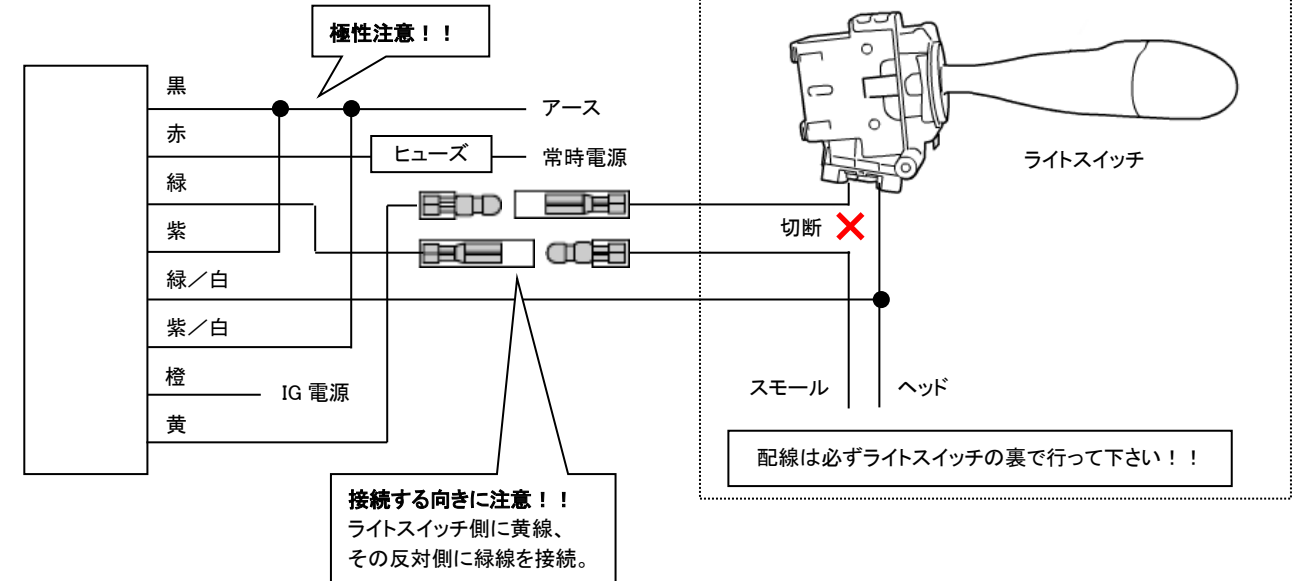 極性注意！！
黒
アース
赤
ヒューズ
常時電源
ライトスイッチ
緑
切断
紫
緑／白
紫／白
橙
IG 電源
スモール
ヘッド
黄
配線は必ずライトスイッチの裏で行って下さい！！
接続する向きに注意！！
ライトスイッチ側に黄線、
その反対側に緑線を接続。